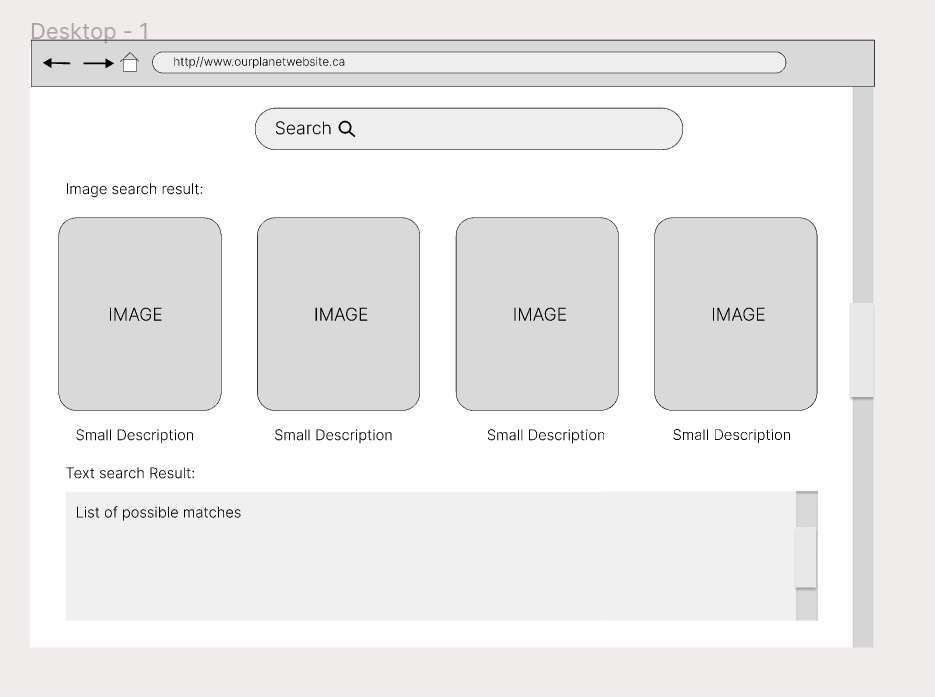 Desktop - 1
http//www.ourplanetwebsite.ca
Search
Image search result:
IMAGE IMAGE IMAGE IMAGE
Small Description Small Description Small Description Small Description
Text search Result:
List of possible matches